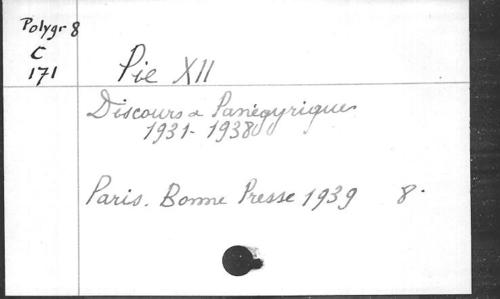 Polygr 8
C
171
Pie XII
Discours & Panégyriques
1931-1938
Paris. Bonne Presse 1939 8°